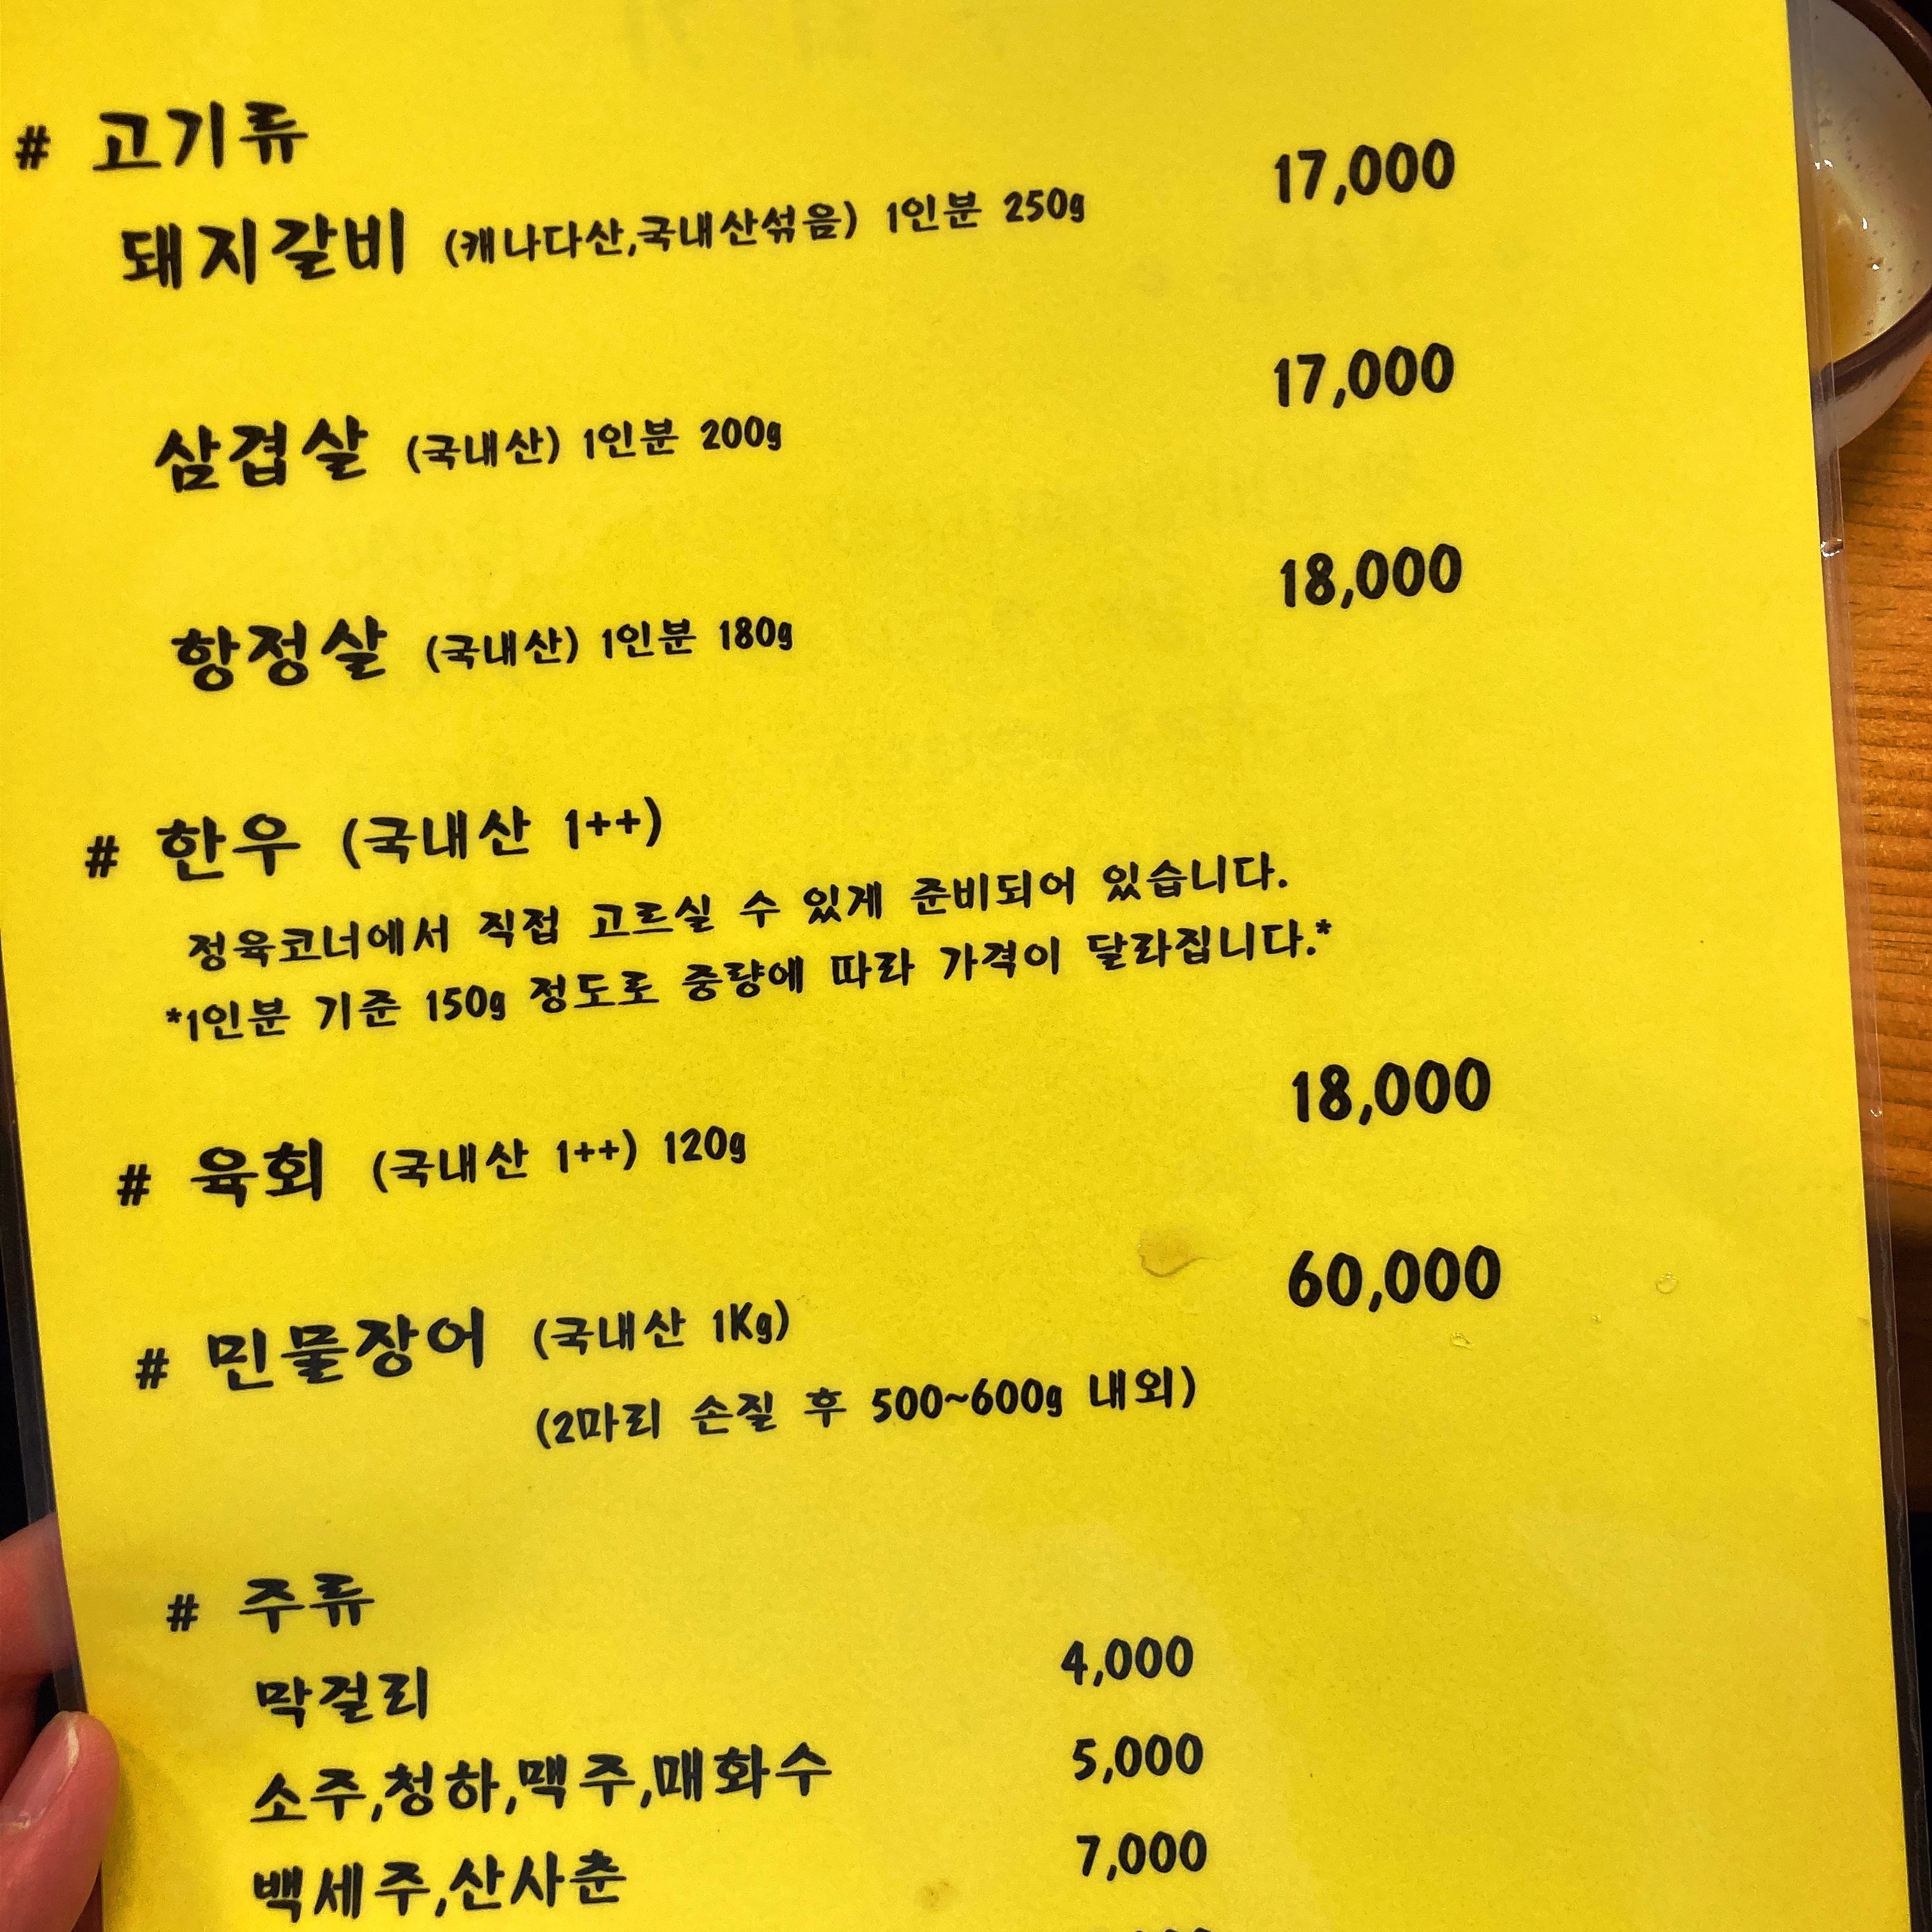 # 고기류
돼지갈비 (캐나다산,국내산섞음) 1인분 250g 17,000
삼겹살 (국내산) 1인분 200g 17,000
항정살 (국내산) 1인분 180g 18,000
# 한우 (국내산 1++)
정육코너에서 직접 고르실 수 있게 준비되어 있습니다.
*1인분 기준 150g 정도로 중량에 따라 가격이 달라집니다.*
# 육회 (국내산 1++) 120g 18,000
# 민물장어 (국내산 1Kg) 60,000
(2마리 손질 후 500~600g 내외)
# 주류
막걸리 4,000
소주,청하,맥주,매화수 5,000
백세주,산사춘 7,000